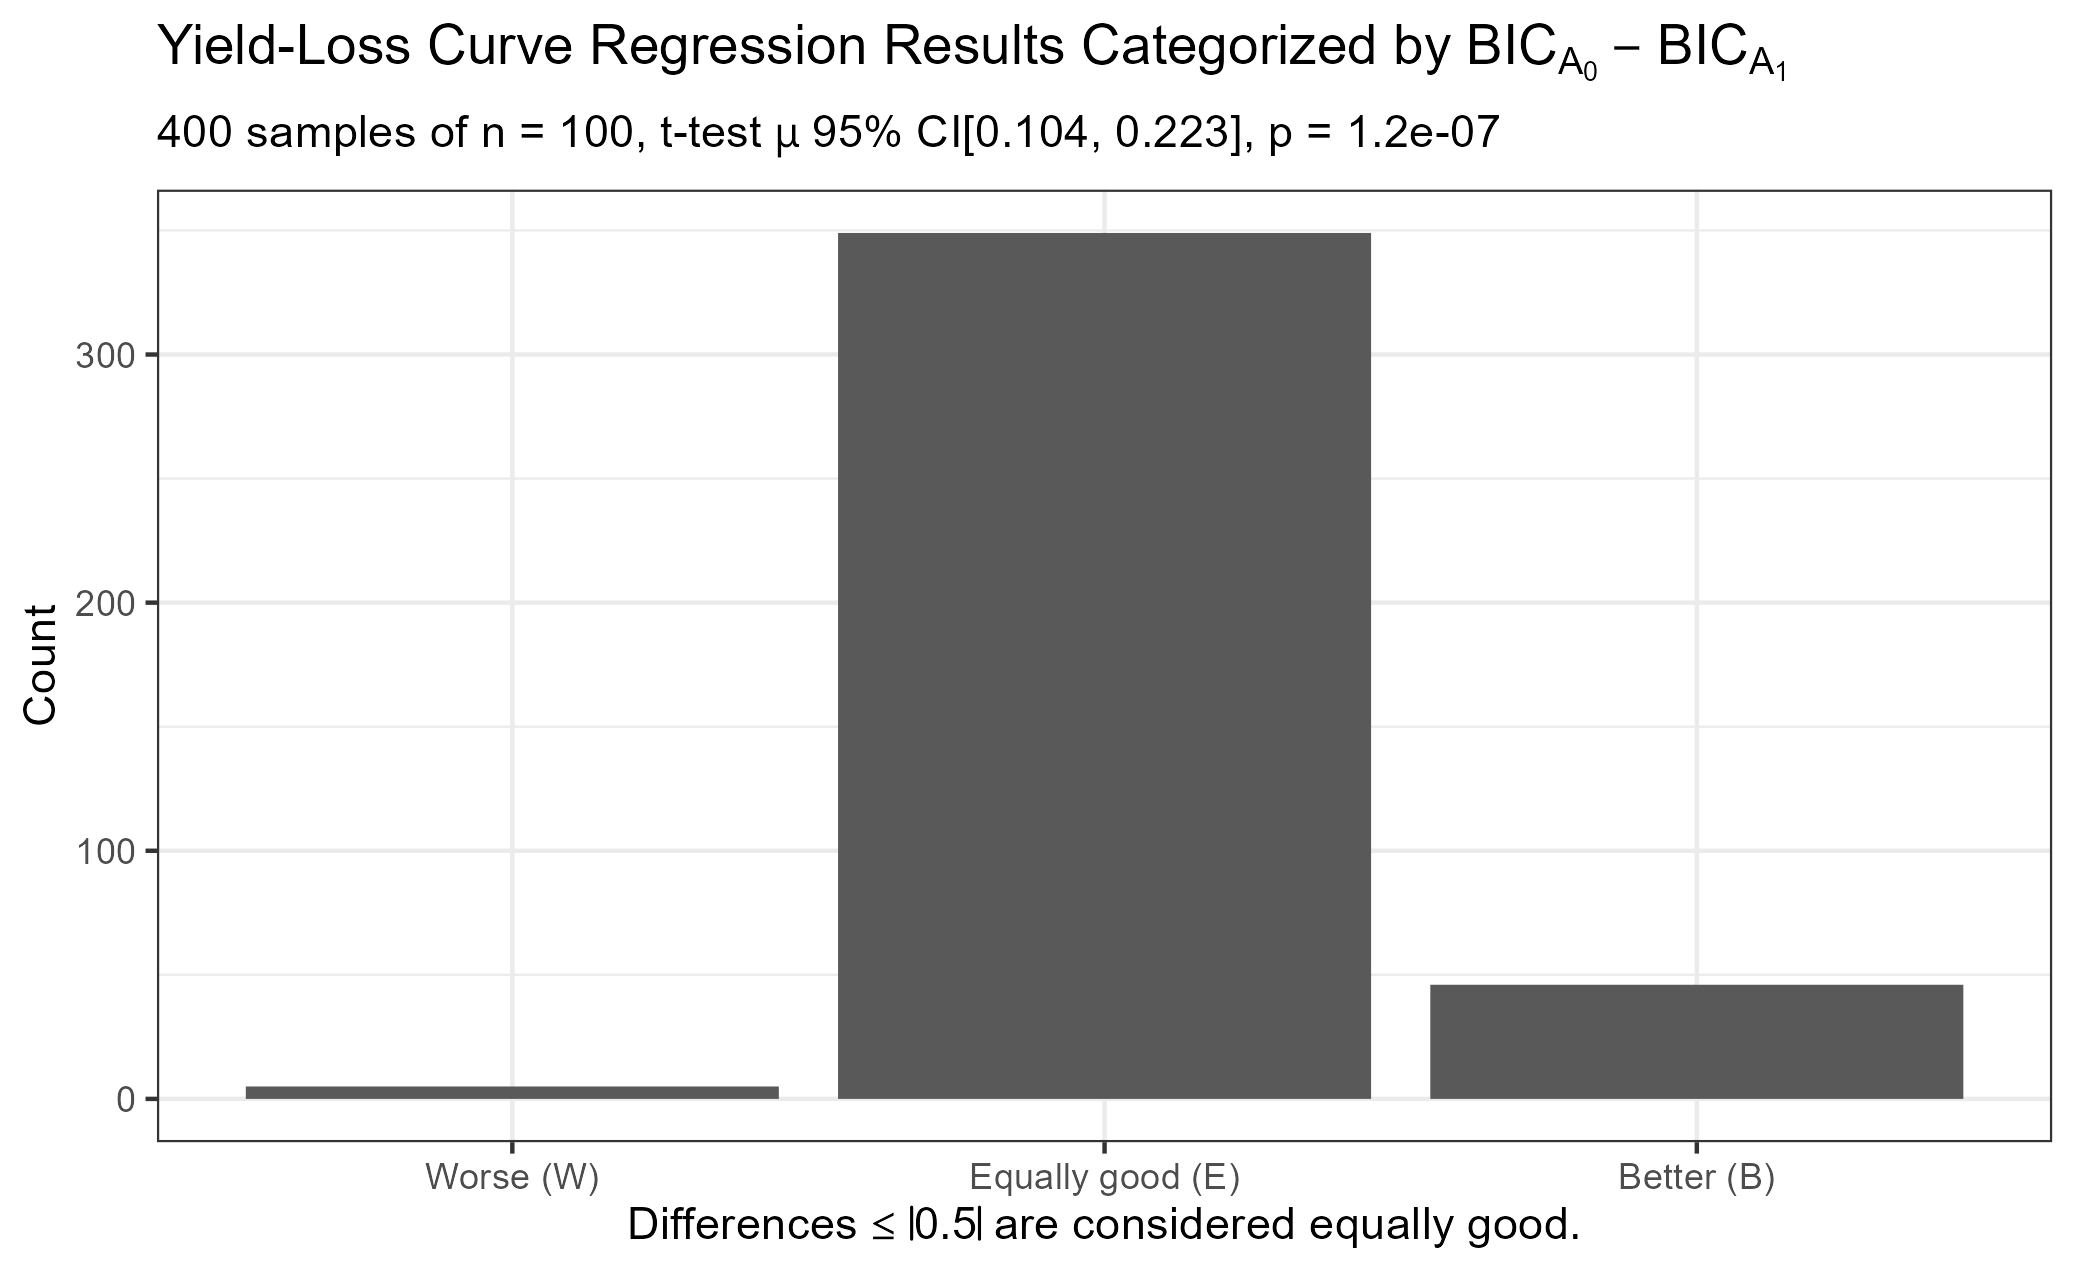 Yield-Loss Curve Regression Results Categorized by BIC_A₀ − BIC_A₁
400 samples of n = 100, t-test μ 95% CI[0.104, 0.223], p = 1.2e-07
Count
300
200
100
0
Worse (W) Equally good (E) Better (B)
Differences ≤ |0.5| are considered equally good.